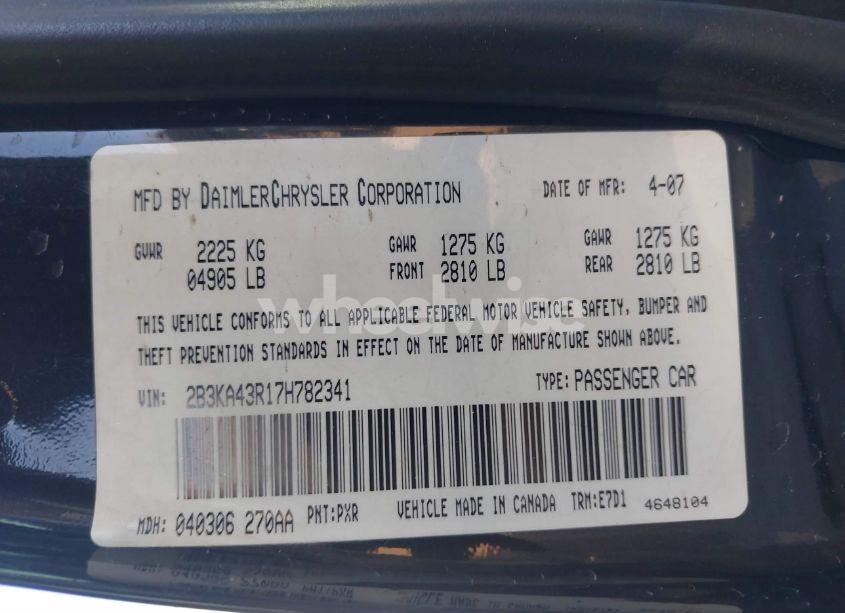 MFD BY DAIMLERCHRYSLER CORPORATION DATE OF MFR: 4-07
GVWR 2225 KG GAWR 1275 KG GAWR 1275 KG
04905 LB FRONT 2810 LB REAR 2810 LB
wheelwise
THIS VEHICLE CONFORMS TO ALL APPLICABLE FEDERAL MOTOR VEHICLE SAFETY, BUMPER AND
THEFT PREVENTION STANDARDS IN EFFECT ON THE DATE OF MANUFACTURE SHOWN ABOVE.
VIN: 2B3KA43R17H782341 TYPE: PASSENGER CAR
MDH: 040306 270AA PNT: PXR VEHICLE MADE IN CANADA TRM: E7D1 4648104